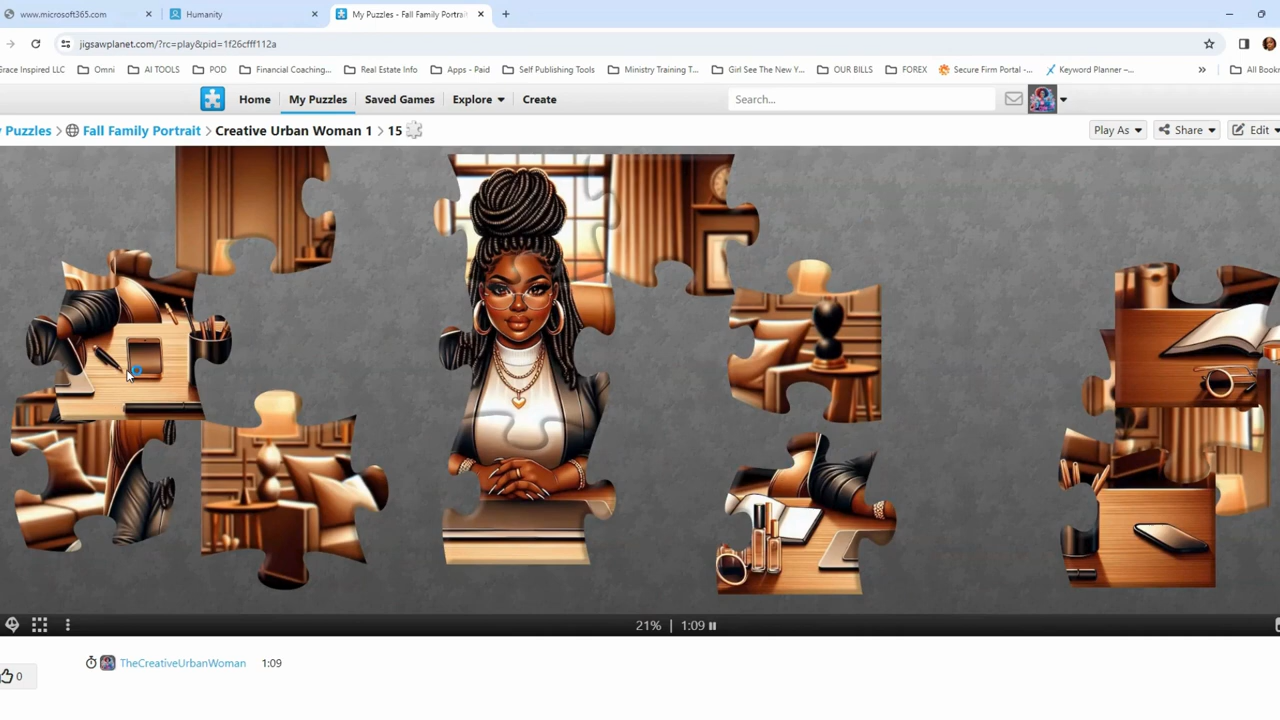 www.microsoft365.com
Humanity
My Puzzles - Fall Family Portrait
jigsawplanet.com/?rc=play&pid=1f26cfff112a
Grace Inspired LLC
Omni
AI TOOLS
POD
Financial Coaching...
Real Estate Info
Apps - Paid
Self Publishing Tools
Ministry Training T...
Girl See The New Y...
OUR BILLS
FOREX
Secure Firm Portal -...
Keyword Planner –...
All Bookm
Home
My Puzzles
Saved Games
Explore
Create
Search...
y Puzzles > Fall Family Portrait > Creative Urban Woman 1 > 15
Play As
Share
Edit
21% | 1:09
TheCreativeUrbanWoman 1:09
0